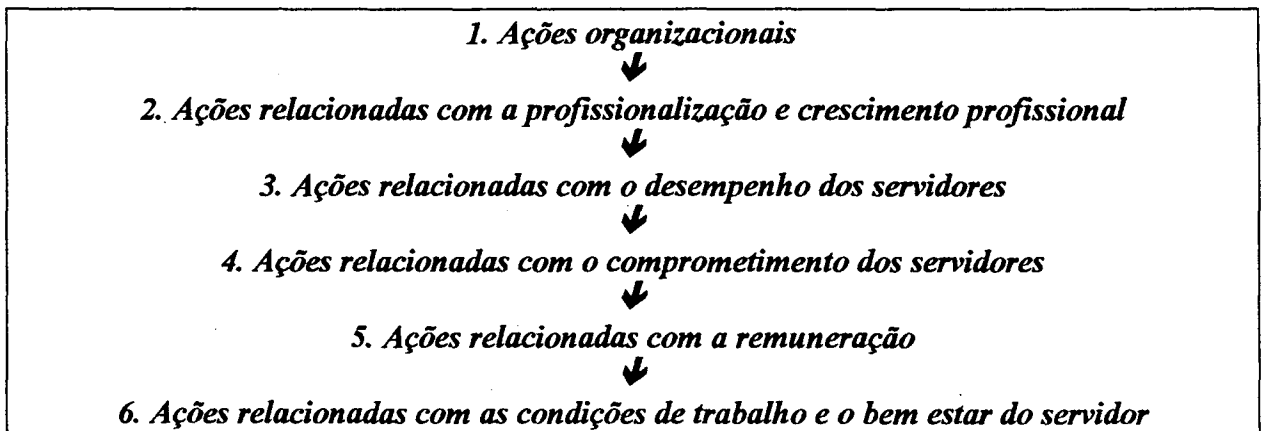 1. Ações organizacionais
2. Ações relacionadas com a profissionalização e crescimento profissional
3. Ações relacionadas com o desempenho dos servidores
4. Ações relacionadas com o comprometimento dos servidores
5. Ações relacionadas com a remuneração
6. Ações relacionadas com as condições de trabalho e o bem estar do servidor